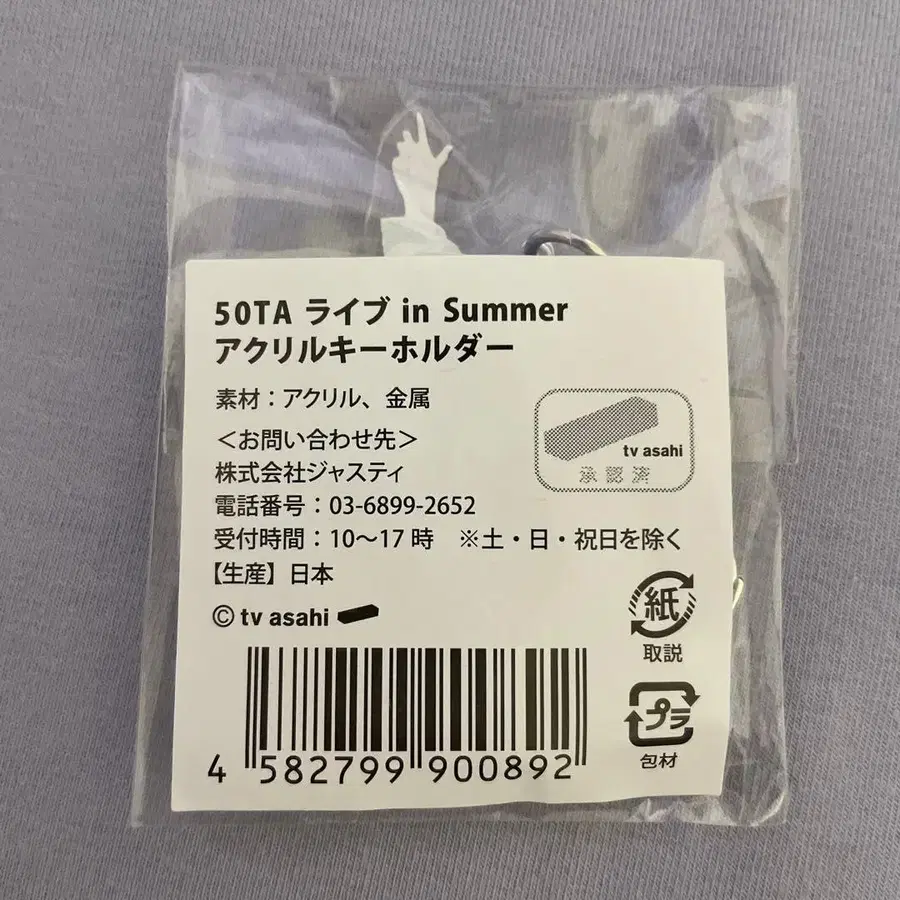 50TA ライブ in Summer
アクリルキーホルダー
素材：アクリル、金属
＜お問い合わせ先＞
株式会社ジャスティ
電話番号：03-6899-2652
受付時間：10〜17時　※土・日・祝日を除く
【生産】日本
© tv asahi
tv asahi
承認済
紙
取説
プラ
包材
4 582799 900892